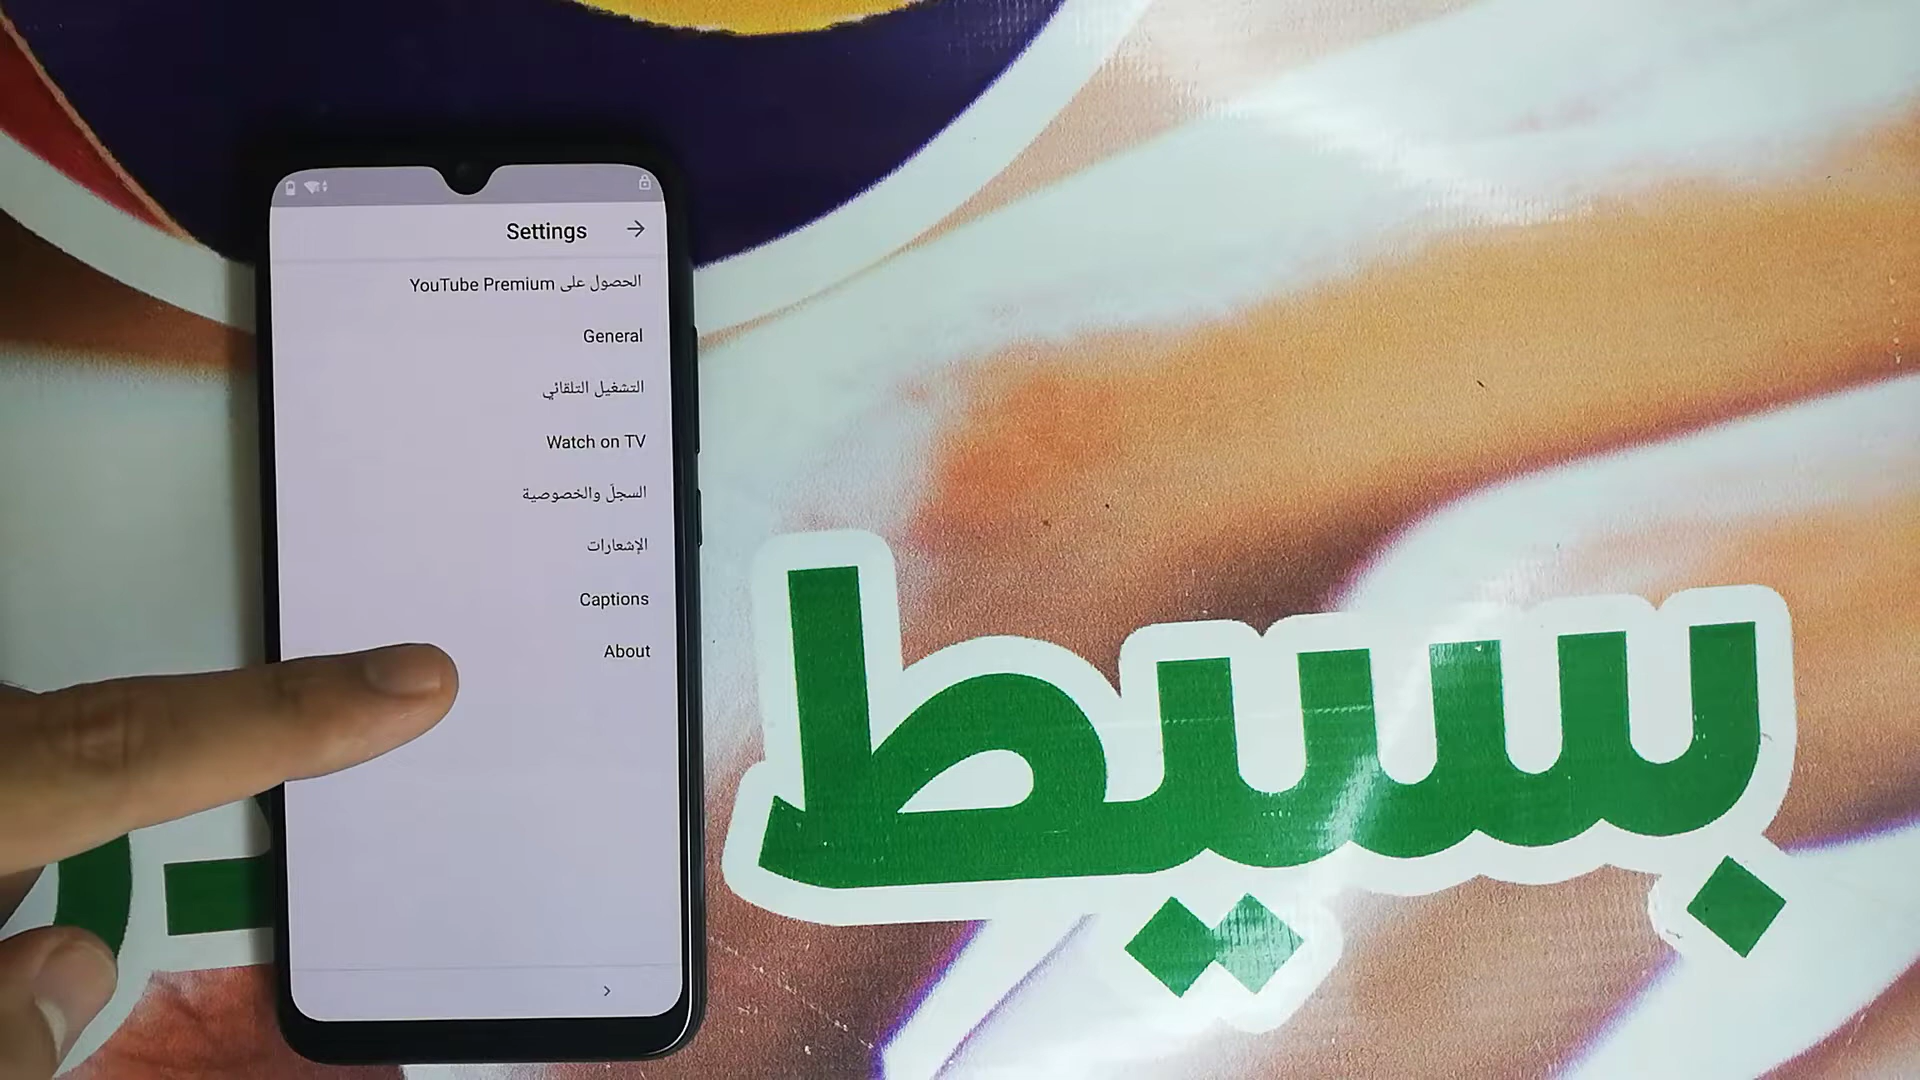 Settings
الحصول على YouTube Premium
General
التشغيل التلقائي
Watch on TV
السجلّ والخصوصية
الإشعارات
Captions
About
بسيط